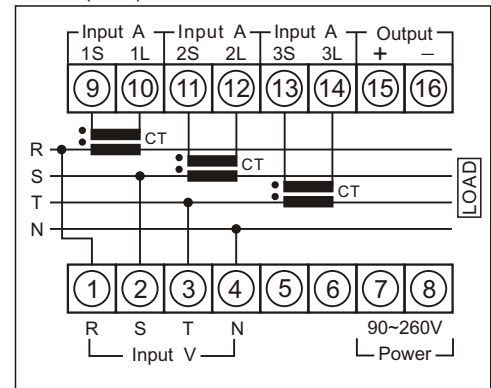 Input A Input A Input A Output
1S 1L 2S 2L 3S 3L + –
9 10 11 12 13 14 15 16
CT
R
CT
S
CT
T
N
LOAD
1 2 3 4 5 6 7 8
R S T N 90~260V
Input V Power